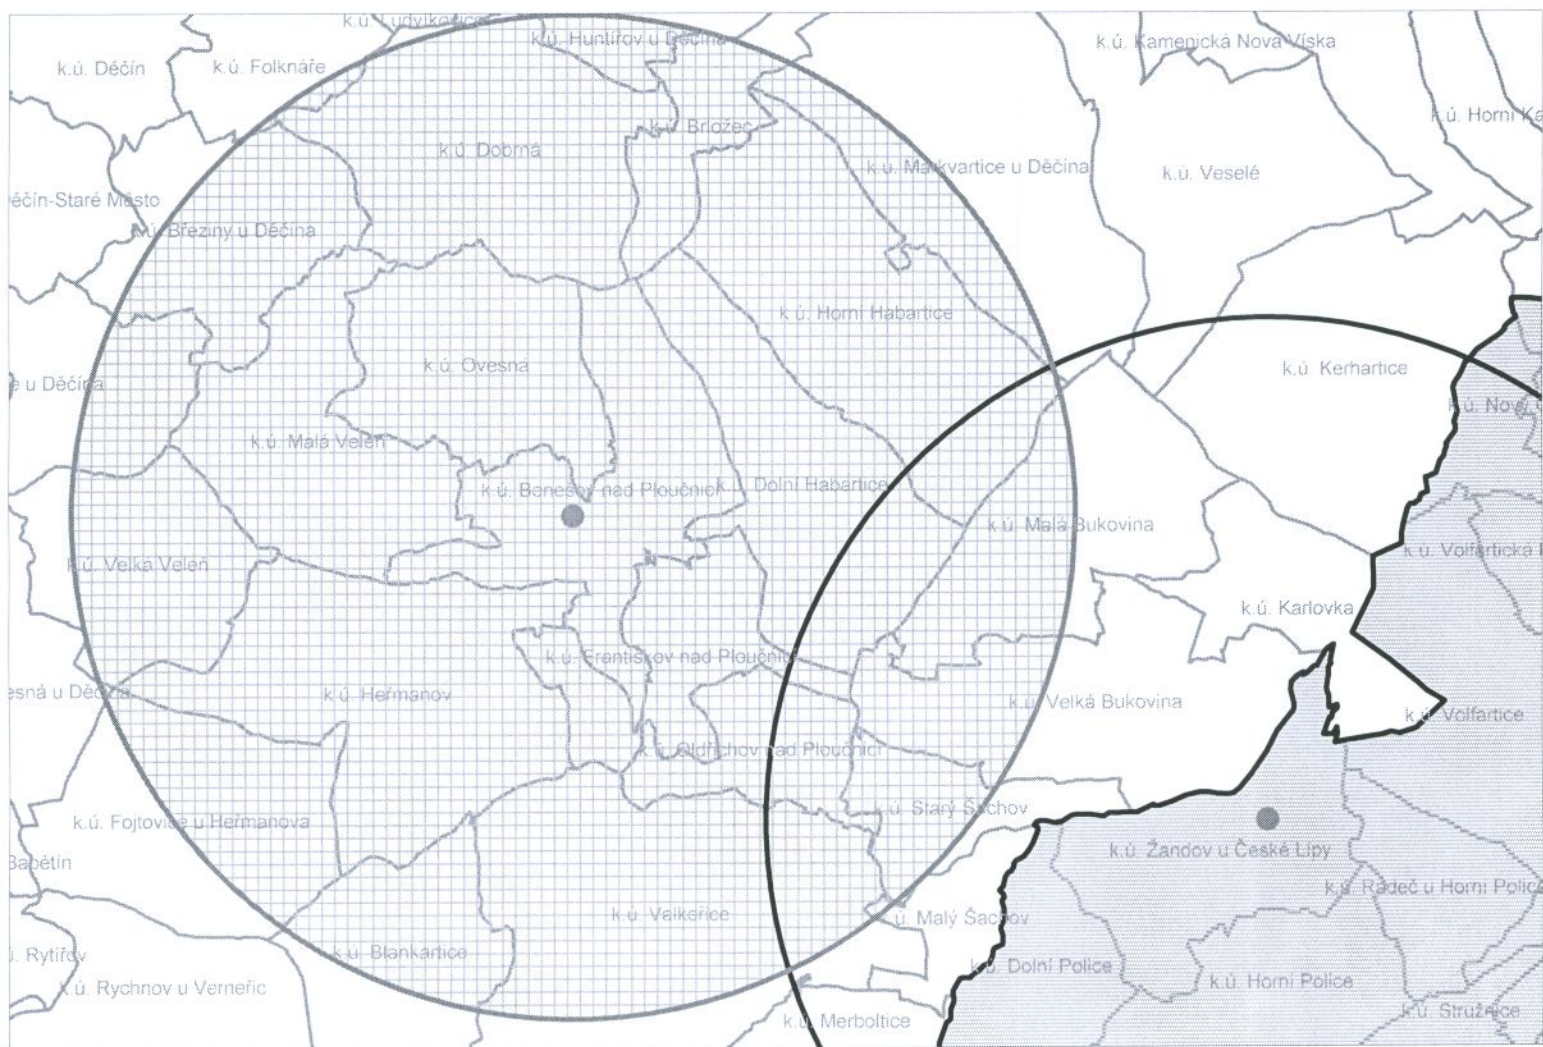 k.ú. Ludvíkovice
k.ú. Huntířov u Děčína
k.ú. Kamenická Nová Víska
k.ú. Děčín
k.ú. Folknáře
k.ú. Horní Ka
k.ú. Brložec
k.ú. Dobrná
k.ú. Markvartice u Děčína
k.ú. Veselé
ěčín-Staré Město
k.ú. Březiny u Děčína
k.ú. Horní Habartice
k.ú. Ovesná
k.ú. Kerhartice
e u Děčína
k.ú. Nový
k.ú. Malá Veleň
k.ú. Benešov nad Ploučnicí
k.ú. Dolní Habartice
k.ú. Malá Bukovina
k.ú. Volfartická
k.ú. Velká Veleň
k.ú. Karlovka
k.ú. Františkov nad Ploučnicí
esná u Děčína
k.ú. Heřmanov
k.ú. Velká Bukovina
k.ú. Volfartice
k.ú. Oldřichov nad Ploučnicí
k.ú. Starý Šachov
k.ú. Fojtovice u Heřmanova
k.ú. Žandov u České Lípy
Babětín
k.ú. Radeč u Horní Police
k.ú. Valkeřice
k.ú. Malý Šachov
k.ú. Blankartice
ú. Rytířov
k.ú. Dolní Police
k.ú. Horní Police
k.ú. Rychnov u Verneřic
k.ú. Stružnice
k.ú. Merboltice